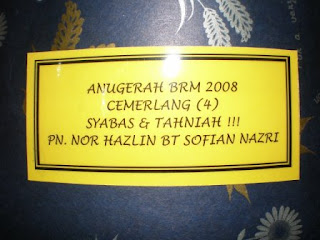 ANUGERAH BRM 2008
CEMERLANG (4)
SYABAS & TAHNIAH !!!
PN. NOR HAZLIN BT SOFIAN NAZRI